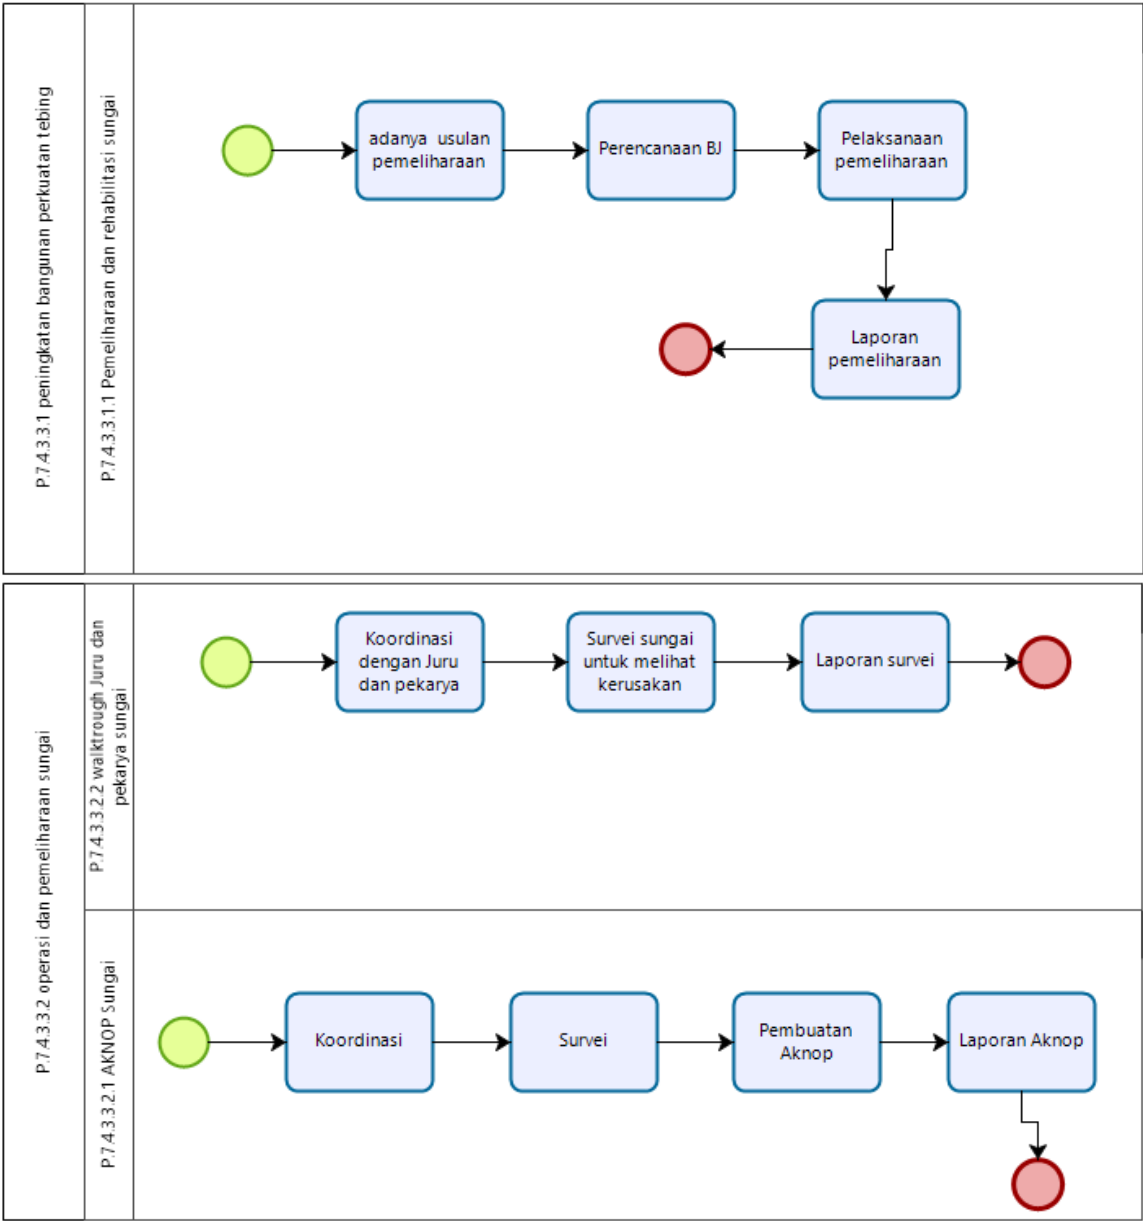 P.7.4.3.3.1 peningkatan bangunan perkuatan tebing
P.7.4.3.3.1.1 Pemeliharaan dan rehabilitasi sungai
adanya usulan
pemeliharaan
Perencanaan BJ
Pelaksanaan
pemeliharaan
Laporan
pemeliharaan
P.7.4.3.3.2 operasi dan pemeliharaan sungai
P.7.4.3.3.2.2 walktrough Juru dan
pekarya sungai
Koordinasi
dengan Juru
dan pekarya
Survei sungai
untuk melihat
kerusakan
Laporan survei
P.7.4.3.3.2.1 AKNOP Sungai
Koordinasi
Survei
Pembuatan
Aknop
Laporan Aknop